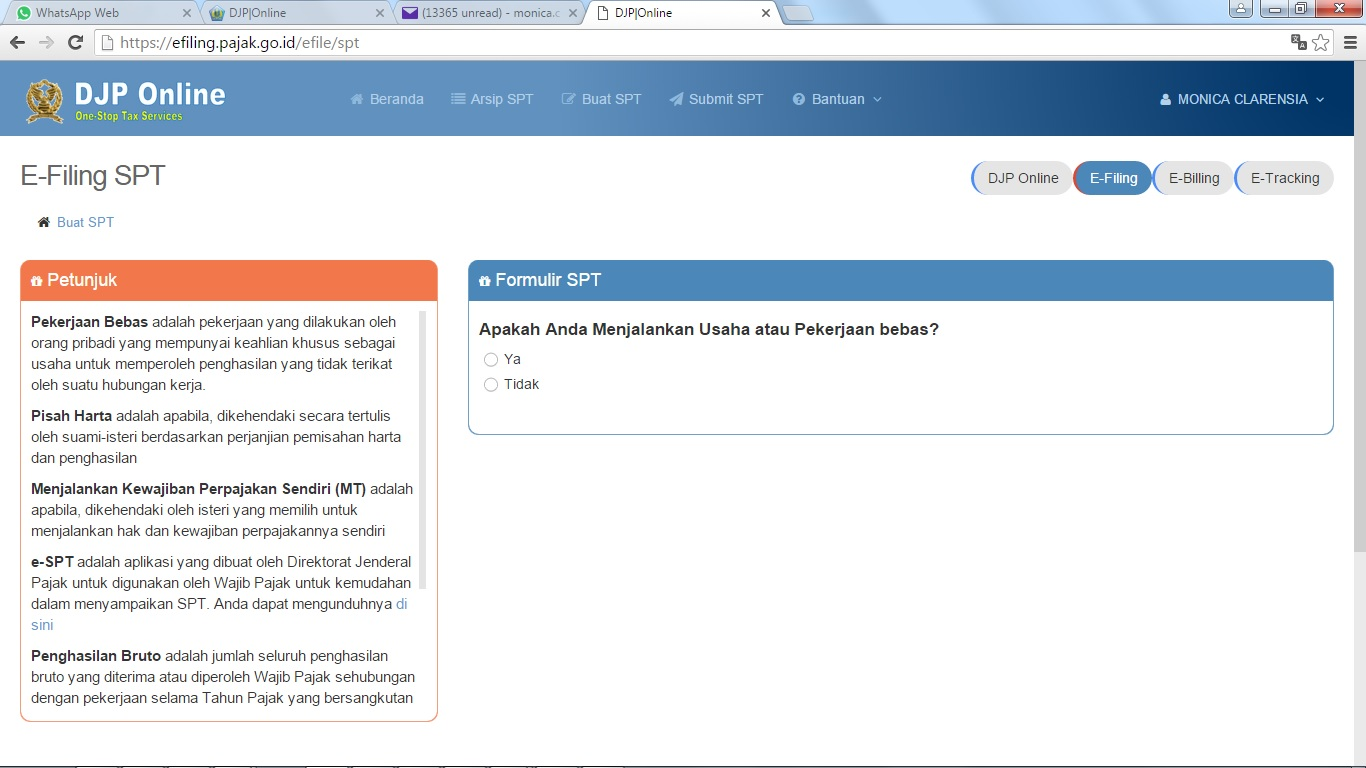 WhatsApp Web
DJP|Online
(13365 unread) - monica.c
DJP|Online
https://efiling.pajak.go.id/efile/spt
DJP Online
One-Stop Tax Services
Beranda
Arsip SPT
Buat SPT
Submit SPT
Bantuan
MONICA CLARENSIA
E-Filing SPT
DJP Online
E-Filing
E-Billing
E-Tracking
Buat SPT
Petunjuk
Pekerjaan Bebas adalah pekerjaan yang dilakukan oleh
orang pribadi yang mempunyai keahlian khusus sebagai
usaha untuk memperoleh penghasilan yang tidak terikat
oleh suatu hubungan kerja.
Pisah Harta adalah apabila, dikehendaki secara tertulis
oleh suami-isteri berdasarkan perjanjian pemisahan harta
dan penghasilan
Menjalankan Kewajiban Perpajakan Sendiri (MT) adalah
apabila, dikehendaki oleh isteri yang memilih untuk
menjalankan hak dan kewajiban perpajakannya sendiri
e-SPT adalah aplikasi yang dibuat oleh Direktorat Jenderal
Pajak untuk digunakan oleh Wajib Pajak untuk kemudahan
dalam menyampaikan SPT. Anda dapat mengunduhnya di
sini
Penghasilan Bruto adalah jumlah seluruh penghasilan
bruto yang diterima atau diperoleh Wajib Pajak sehubungan
dengan pekerjaan selama Tahun Pajak yang bersangkutan
Formulir SPT
Apakah Anda Menjalankan Usaha atau Pekerjaan bebas?
Ya
Tidak